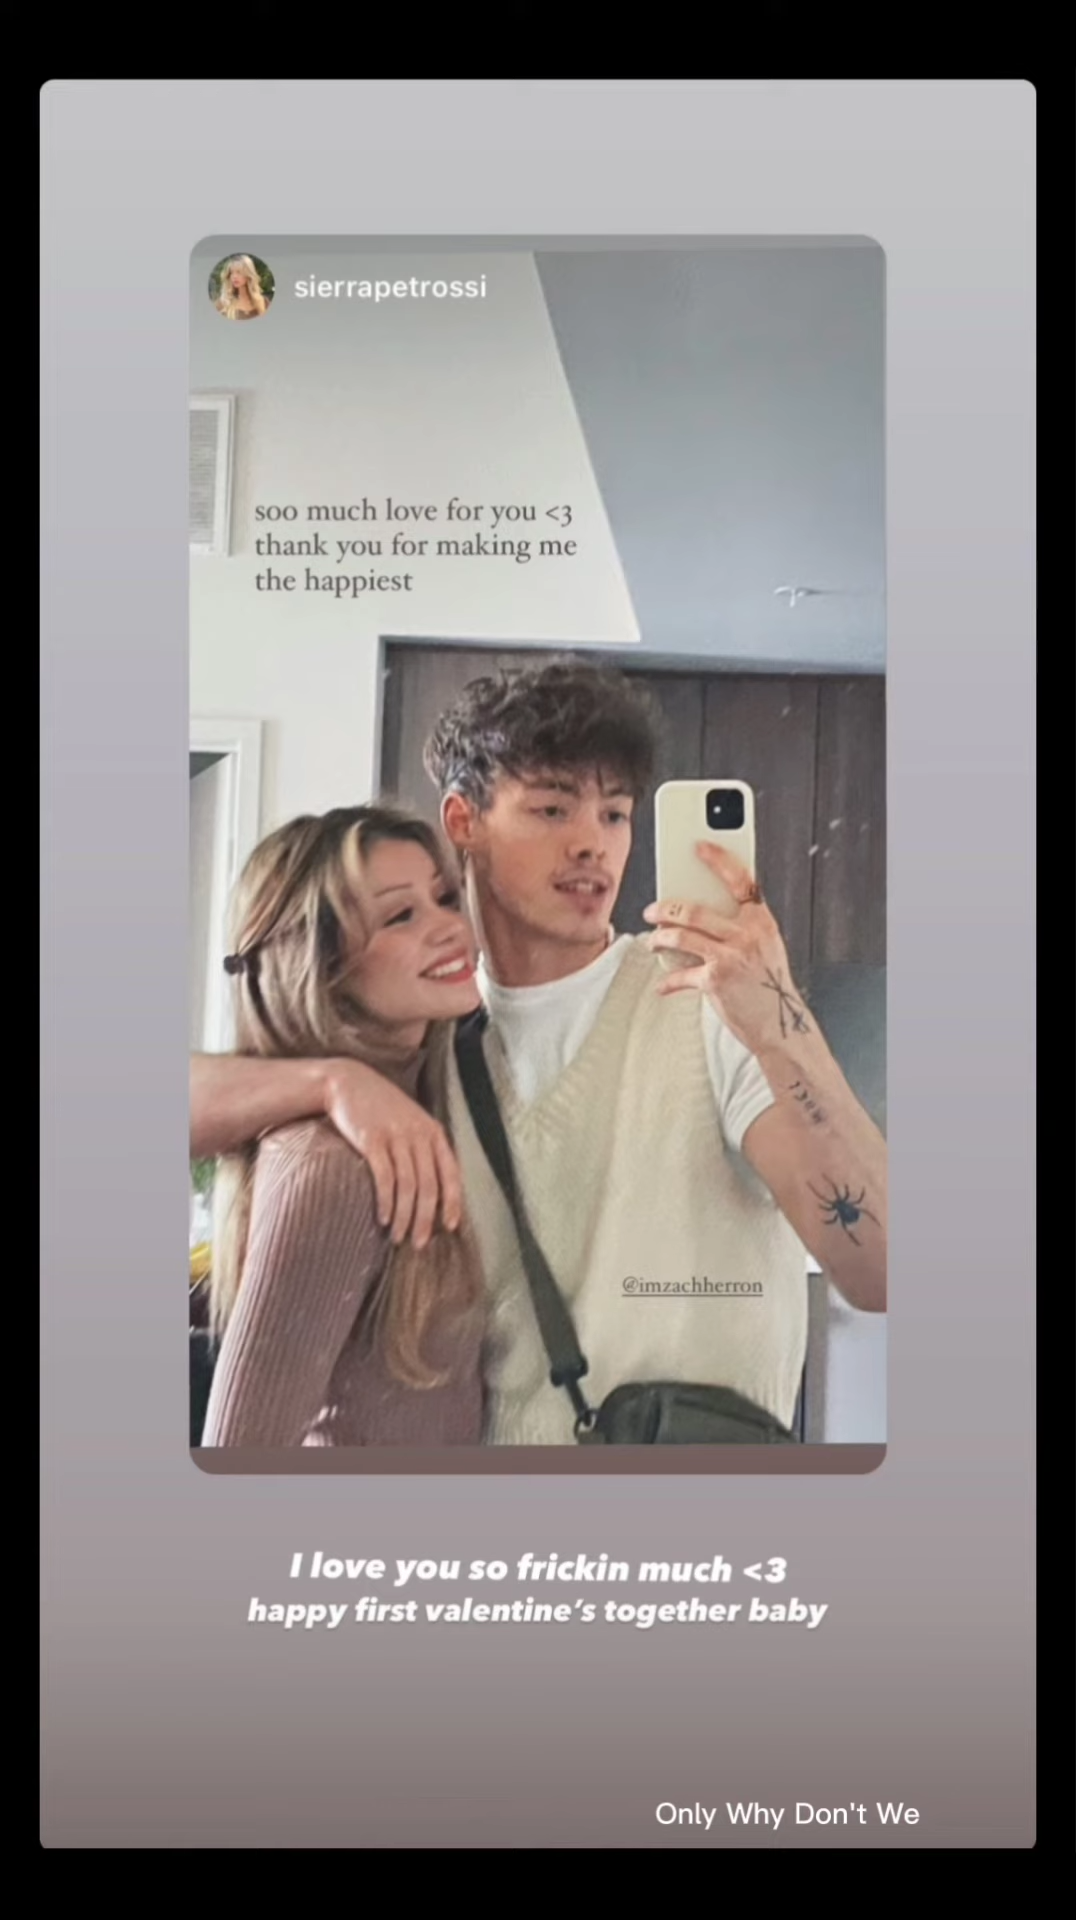 sierrapetrossi
soo much love for you <3
thank you for making me
the happiest
@imzachherron
I love you so frickin much <3
happy first valentine's together baby
Only Why Don't We